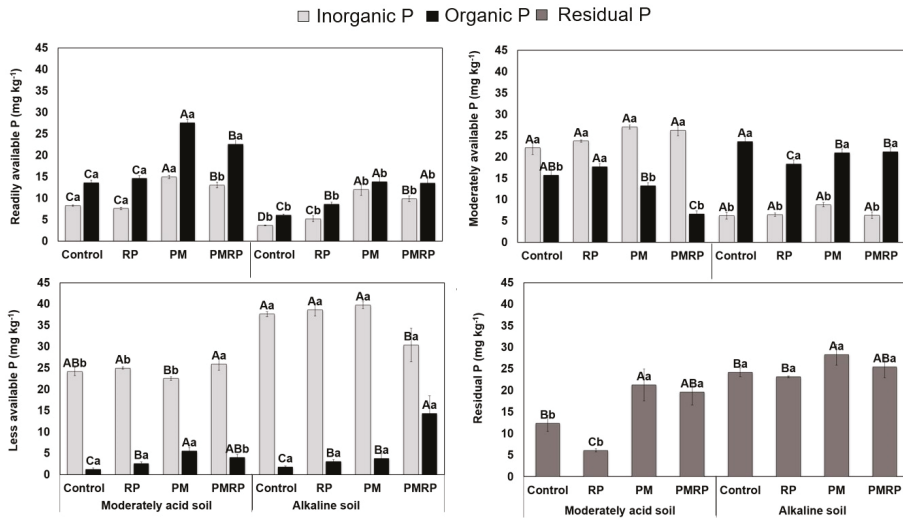 Inorganic P Organic P Residual P
Readily available P (mg kg⁻¹)
45
40
35
30
25
20
15
10
5
0
Ca Ca Ca Ca Aa Aa Bb Ba Db Cb Cb Bb Ab Ab Bb Ab
Control RP PM PMRP Control RP PM PMRP
Moderately available P (mg kg⁻¹)
45
40
35
30
25
20
15
10
5
0
Aa ABb Aa Aa Aa Bb Aa Cb Ab Aa Ab Ca Ab Ba Ab Ba
Control RP PM PMRP Control RP PM PMRP
Less available P (mg kg⁻¹)
45
40
35
30
25
20
15
10
5
0
ABb Ca Ab Ba Bb Aa Aa ABb Aa Ca Aa Ba Aa Ba Ba Aa
Control RP PM PMRP Control RP PM PMRP
Moderately acid soil Alkaline soil
Residual P (mg kg⁻¹)
45
40
35
30
25
20
15
10
5
0
Bb Cb Aa ABa Ba Ba Aa ABa
Control RP PM PMRP Control RP PM PMRP
Moderately acid soil Alkaline soil